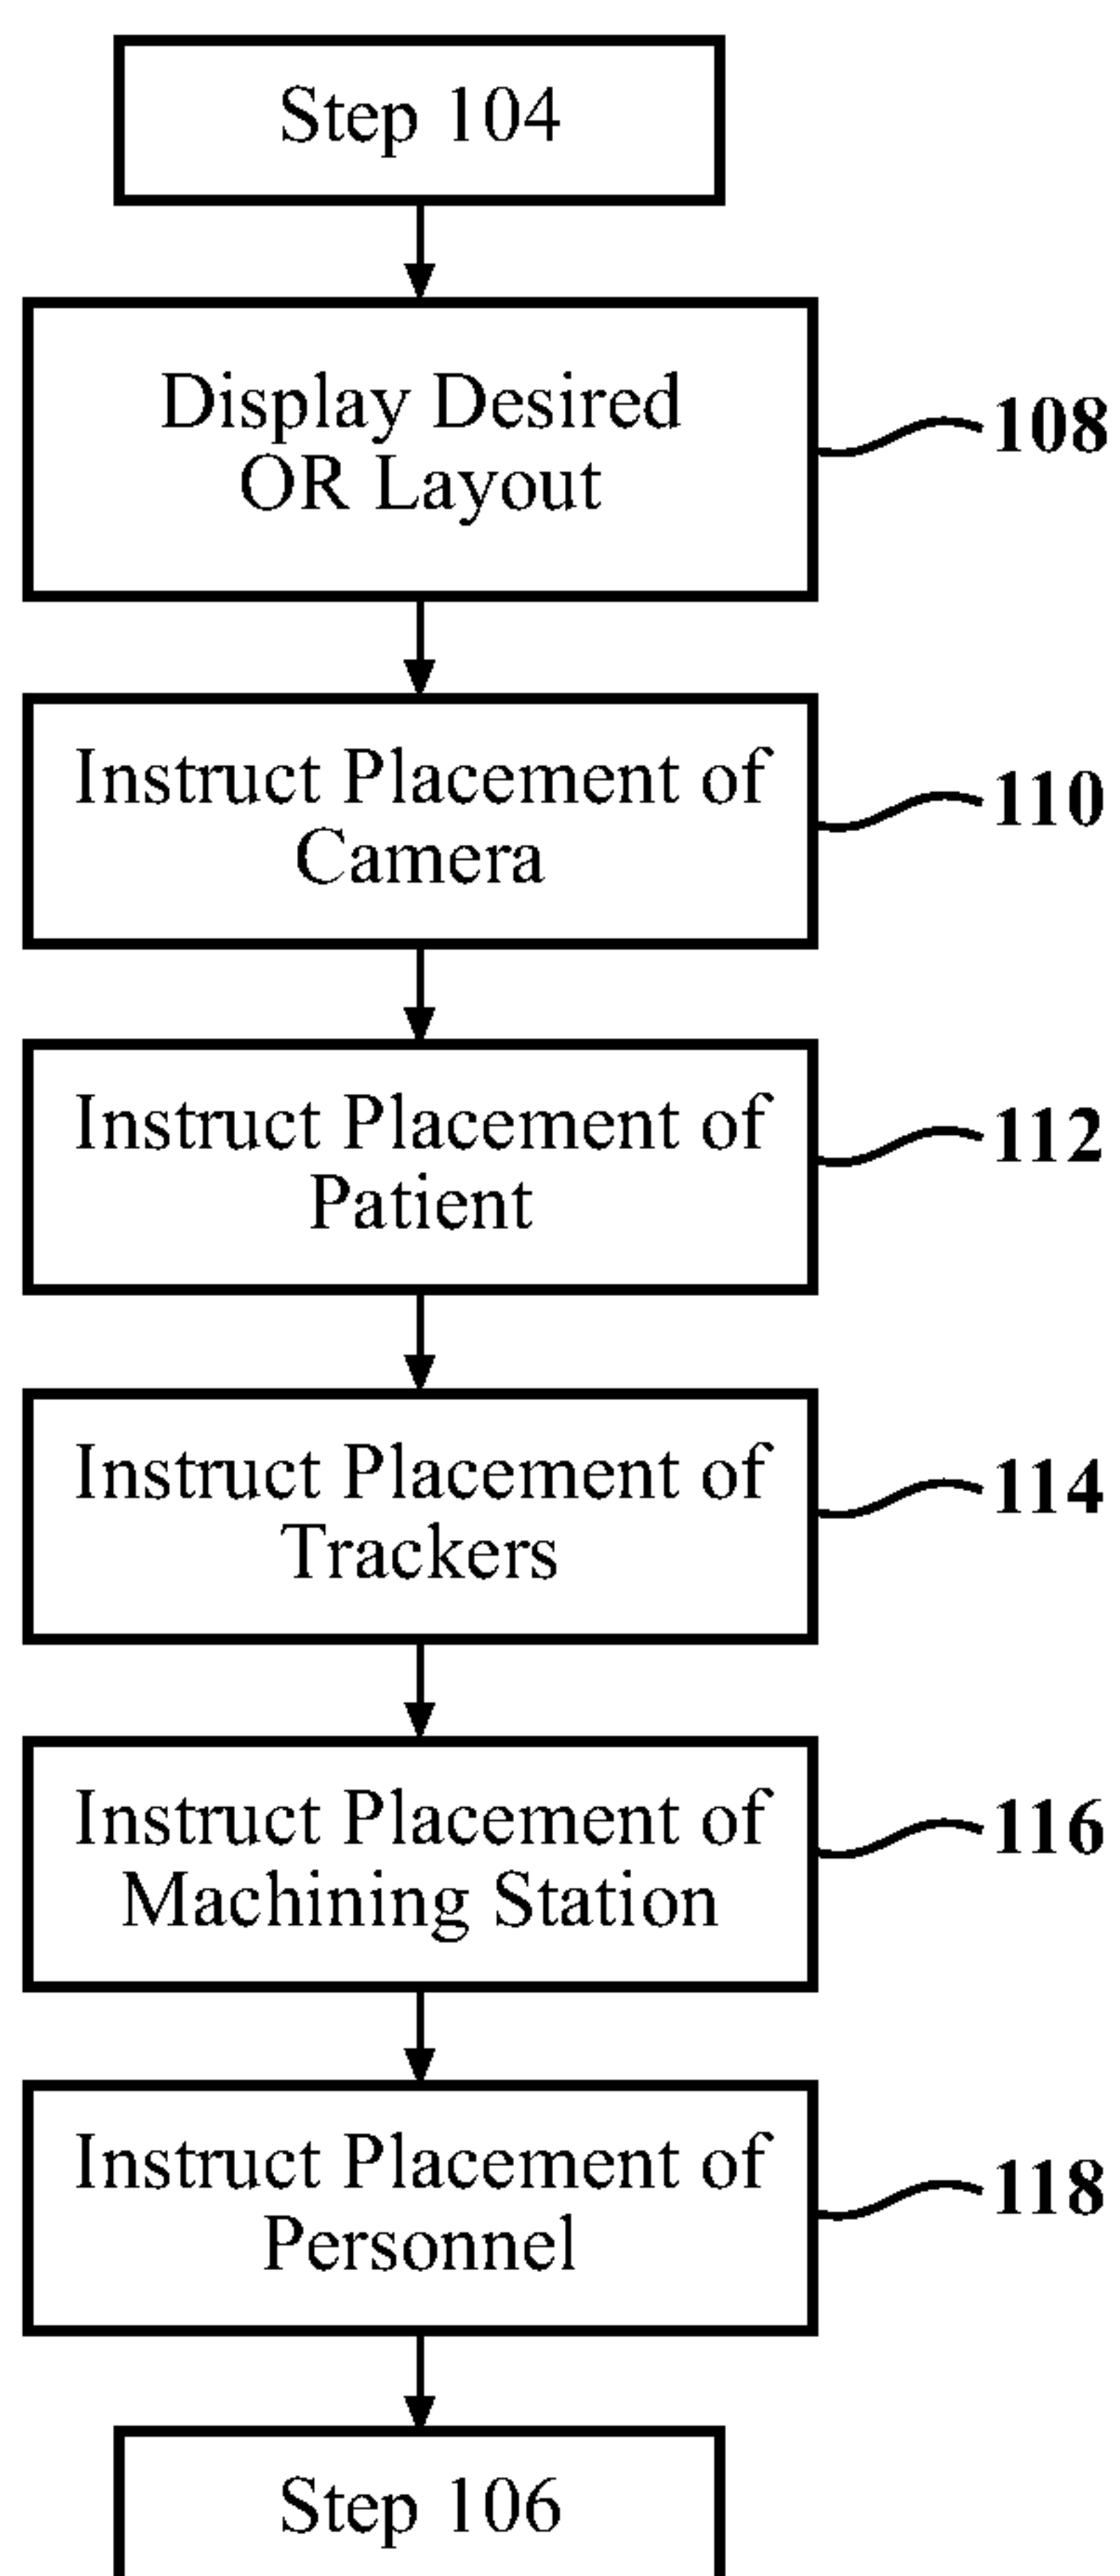 Step 104
Display Desired
OR Layout
108
Instruct Placement of
Camera
110
Instruct Placement of
Patient
112
Instruct Placement of
Trackers
114
Instruct Placement of
Machining Station
116
Instruct Placement of
Personnel
118
Step 106